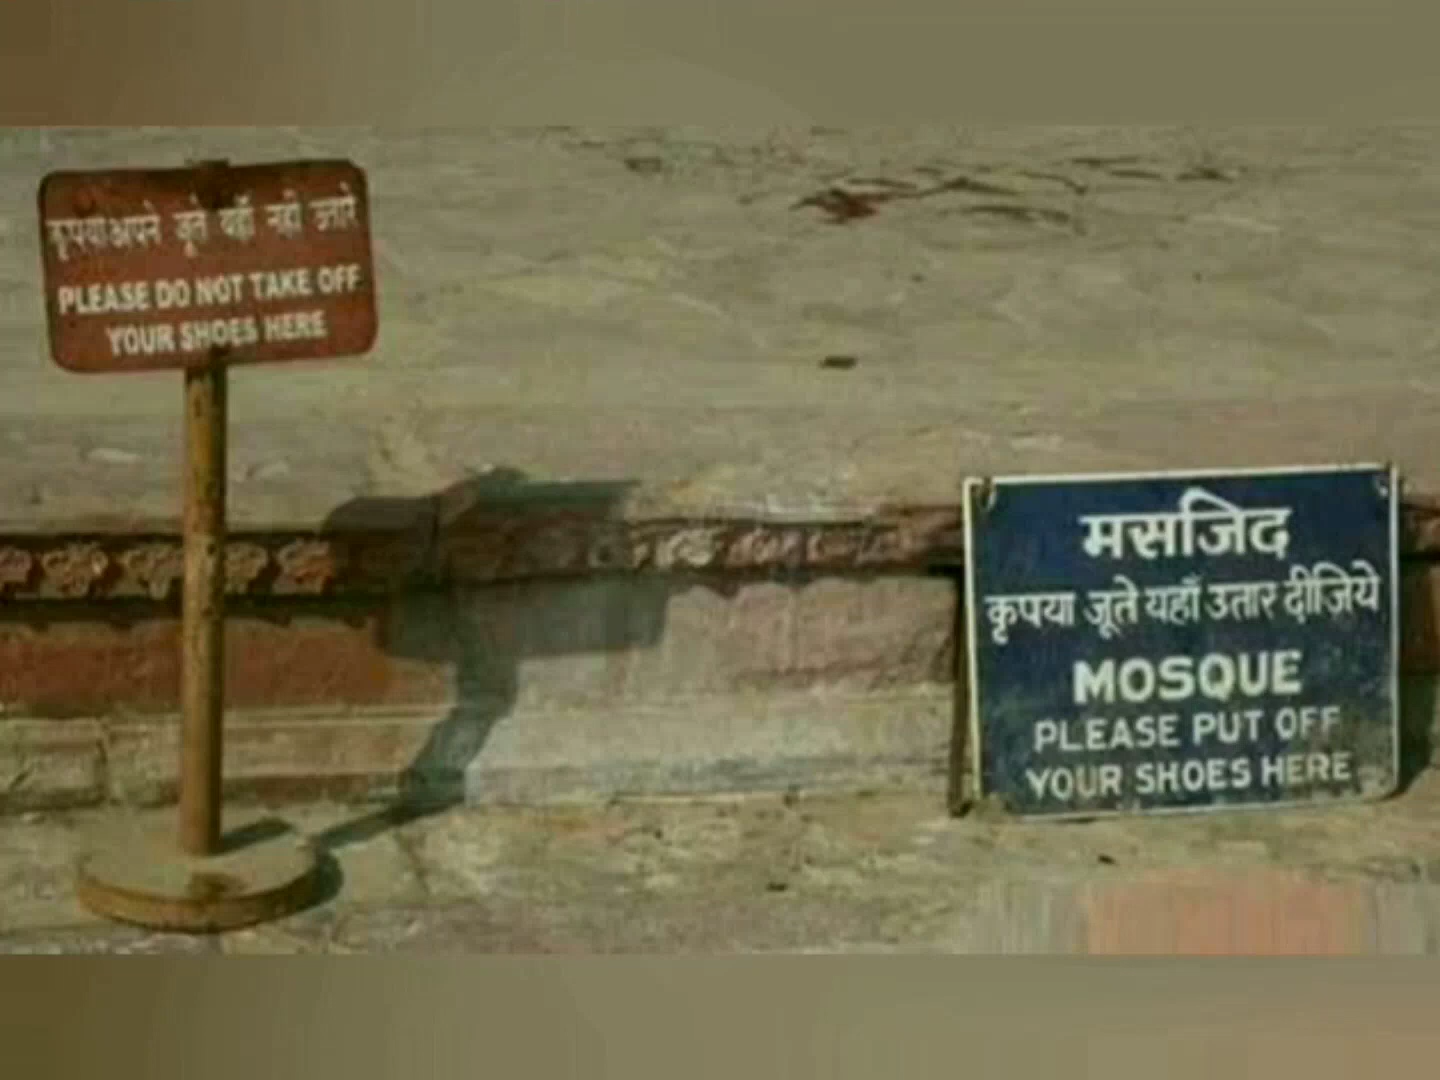 कृपया अपने जूते यहाँ नही उतारे
PLEASE DO NOT TAKE OFF
YOUR SHOES HERE
मसजिद
कृपया जूते यहाँ उतार दीजिये
MOSQUE
PLEASE PUT OFF
YOUR SHOES HERE